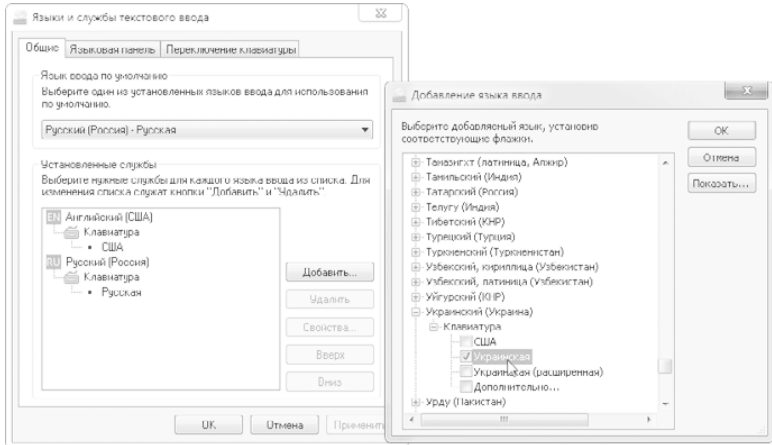 Языки и службы текстового ввода
Общие
Языковая панель
Переключение клавиатуры
Язык ввода по умолчанию
Выберите один из установленных языков ввода для использования
по умолчанию.
Русский (Россия) - Русская
Установленные службы
Выберите нужные службы для каждого языка ввода из списка. Для
изменения списка служат кнопки "Добавить" и "Удалить"
EN Английский (США)
Клавиатура
США
RU Русский (Россия)
Клавиатура
Русская
Добавить...
Удалить
Свойства...
Вверх
Вниз
OK
Отмена
Применить
Добавление языка ввода
Выберите добавляемый язык, установив
соответствующие флажки.
OK
Отмена
Показать...
Тамазигхт (латиница, Алжир)
Тамильский (Индия)
Татарский (Россия)
Телугу (Индия)
Тибетский (КНР)
Турецкий (Турция)
Туркменский (Туркменистан)
Узбекский, кириллица (Узбекистан)
Узбекский, латиница (Узбекистан)
Уйгурский (КНР)
Украинский (Украина)
Клавиатура
США
Украинская
Украинская (расширенная)
Дополнительно...
Урду (Пакистан)